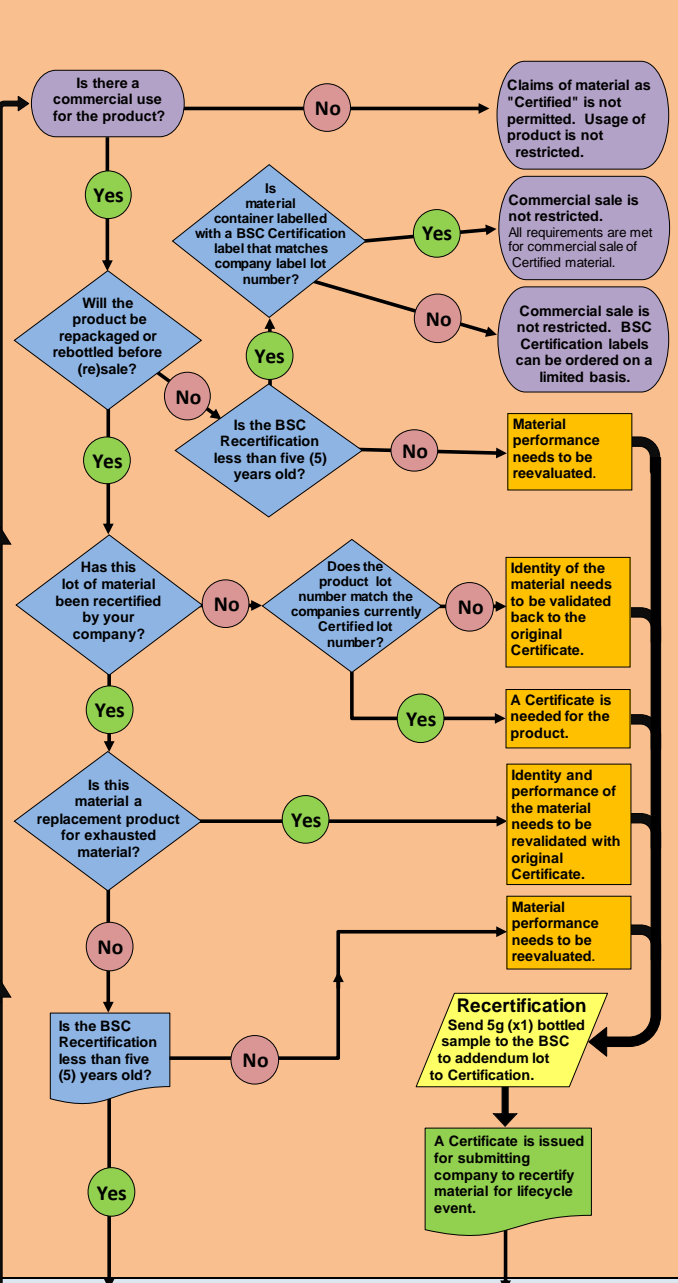 Is there a
commercial use
for the product?
No
Claims of material as
"Certified" is not
permitted. Usage of
product is not
restricted.
Yes
Is
material
container labelled
with a BSC Certification
label that matches
company label lot
number?
Yes
Commercial sale is
not restricted.
All requirements are met
for commercial sale of
Certified material.
No
Commercial sale is
not restricted. BSC
Certification labels
can be ordered on a
limited basis.
Will the
product be
repackaged or
rebottled before
(re)sale?
No
Yes
Is the BSC
Recertification
less than five (5)
years old?
No
Material
performance
needs to be
reevaluated.
Yes
Has this
lot of material
been recertified
by your
company?
No
Does the
product lot
number match the
companies currently
Certified lot
number?
No
Identity of the
material needs
to be validated
back to the
original
Certificate.
Yes
A Certificate is
needed for the
product.
Yes
Is this
material a
replacement product
for exhausted
material?
Yes
Identity and
performance of
the material
needs to be
revalidated with
original
Certificate.
No
Material
performance
needs to be
reevaluated.
Is the BSC
Recertification
less than five
(5) years old?
No
Recertification
Send 5g (x1) bottled
sample to the BSC
to addendum lot
to Certification.
Yes
A Certificate is issued
for submitting
company to recertify
material for lifecycle
event.